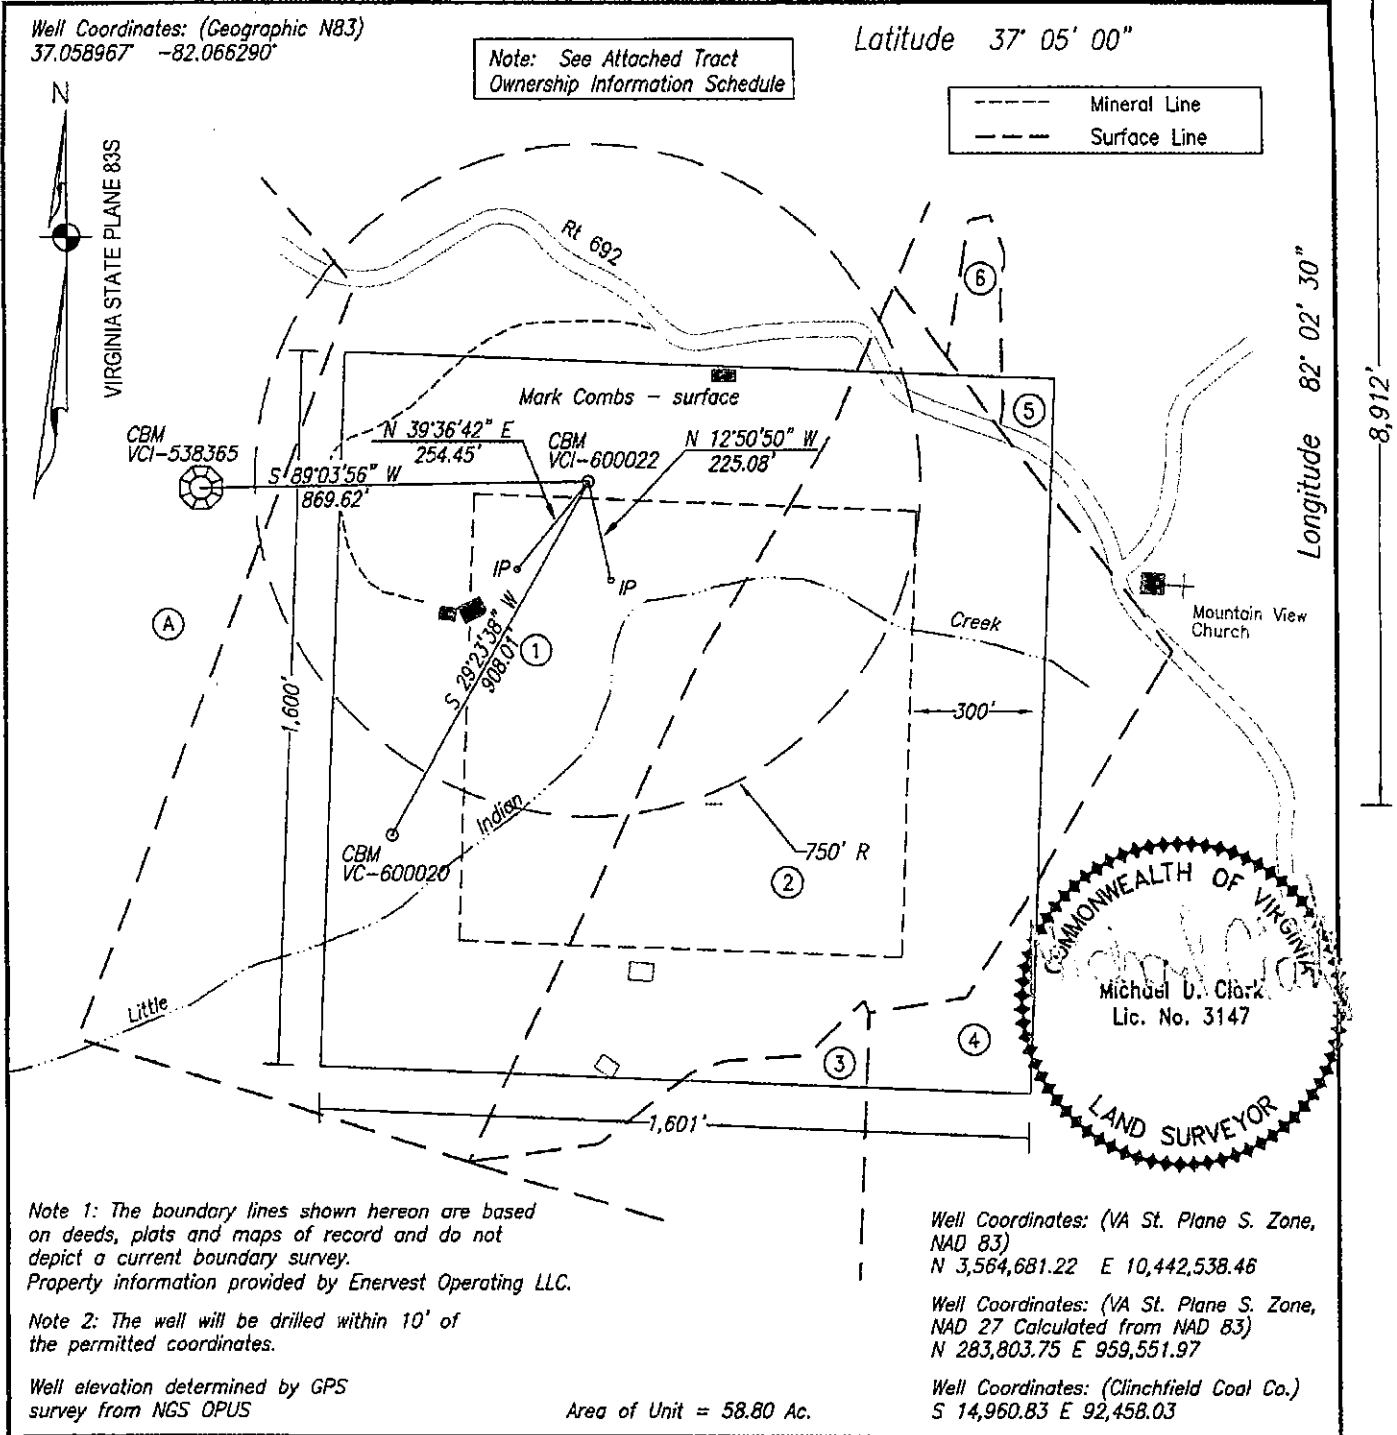 Well Coordinates: (Geographic N83)
37.058967° -82.066290°
Note: See Attached Tract
Ownership Information Schedule
Latitude 37° 05' 00"
Mineral Line
Surface Line
N
VIRGINIA STATE PLANE 83S
Rt 692
6
Longitude 82° 02' 30"
8,912'
Mark Combs - surface
5
CBM
VCI-538365
N 39°36'42" E
254.45'
CBM
VCI-600022
N 12°50'50" W
225.08'
S 89°03'56" W
869.62'
IP
IP
A
S 29°23'38" W
908.01'
1
Creek
Mountain View
Church
1,600'
300'
Indian
CBM
VC-600020
750' R
2
Little
3
4
COMMONWEALTH OF VIRGINIA
Michael D. Clark
Lic. No. 3147
LAND SURVEYOR
1,601'
Note 1: The boundary lines shown hereon are based
on deeds, plats and maps of record and do not
depict a current boundary survey.
Property information provided by Enervest Operating LLC.
Note 2: The well will be drilled within 10' of
the permitted coordinates.
Well elevation determined by GPS
survey from NGS OPUS
Area of Unit = 58.80 Ac.
Well Coordinates: (VA St. Plane S. Zone,
NAD 83)
N 3,564,681.22 E 10,442,538.46
Well Coordinates: (VA St. Plane S. Zone,
NAD 27 Calculated from NAD 83)
N 283,803.75 E 959,551.97
Well Coordinates: (Clinchfield Coal Co.)
S 14,960.83 E 92,458.03